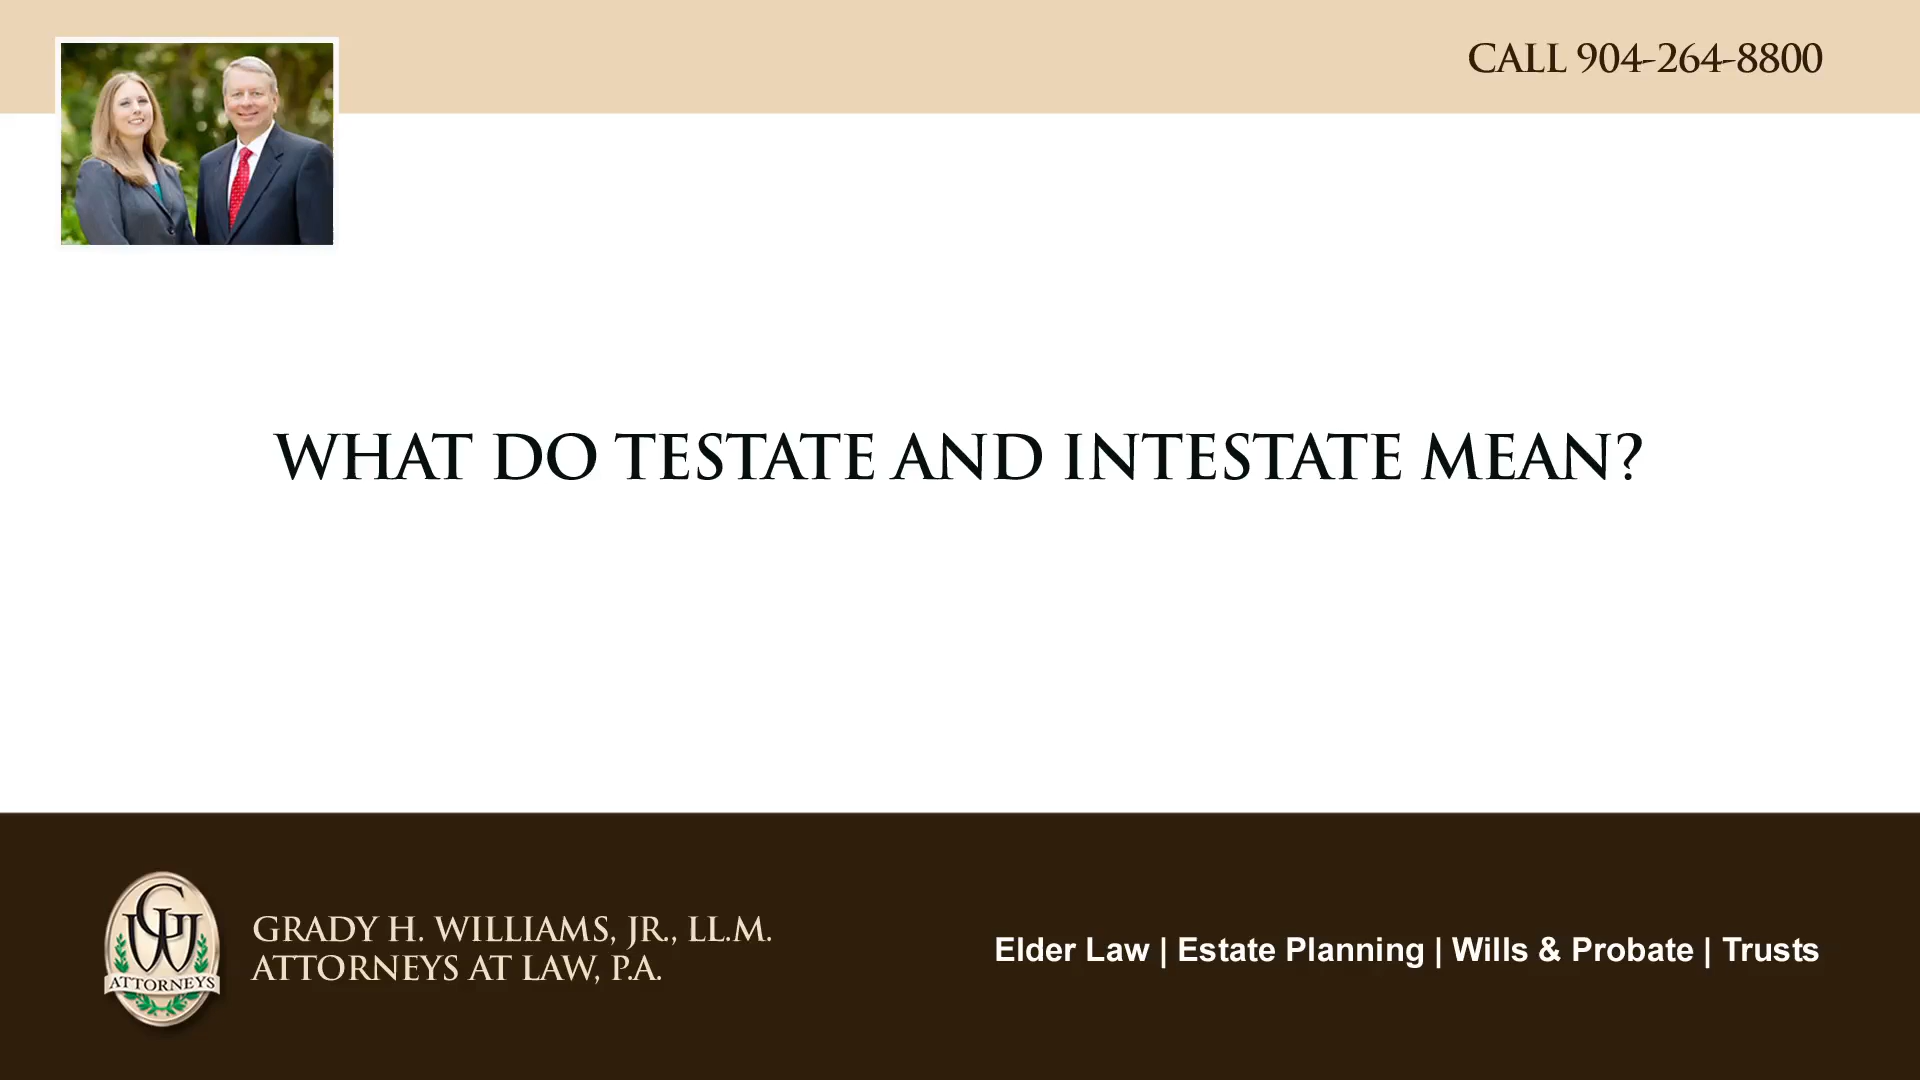 CALL 904-264-8800
WHAT DO TESTATE AND INTESTATE MEAN?
GW
ATTORNEYS
GRADY H. WILLIAMS, JR., LL.M.
ATTORNEYS AT LAW, P.A.
Elder Law | Estate Planning | Wills & Probate | Trusts